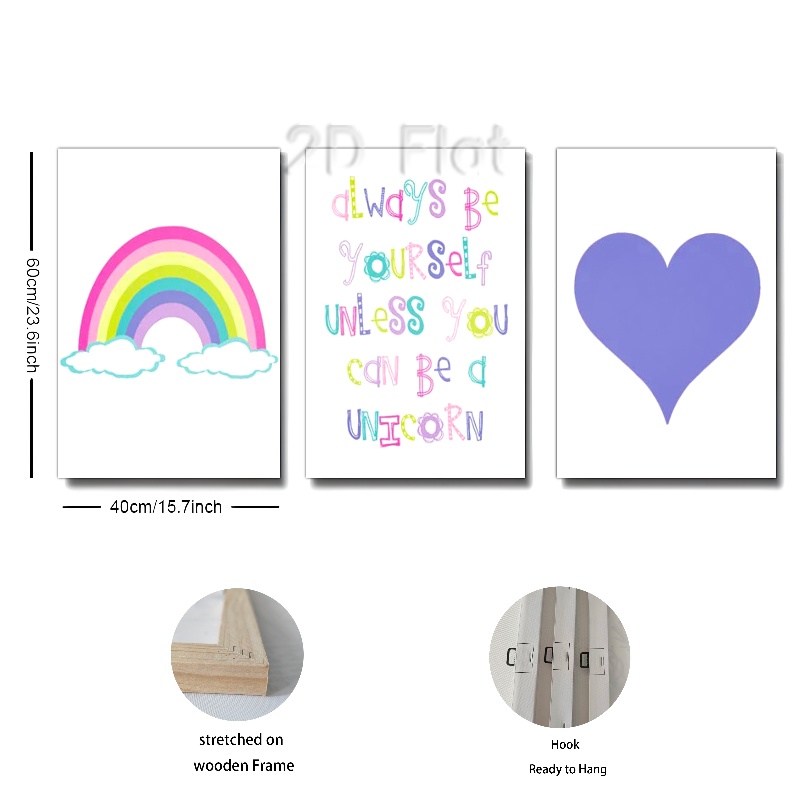 2D Flat
aLwayS Be
YOURSeLf
UNLeSS YOU
caN Be a
UNICORN
60cm/23.6inch
40cm/15.7inch
stretched on
wooden Frame
Hook
Ready to Hang